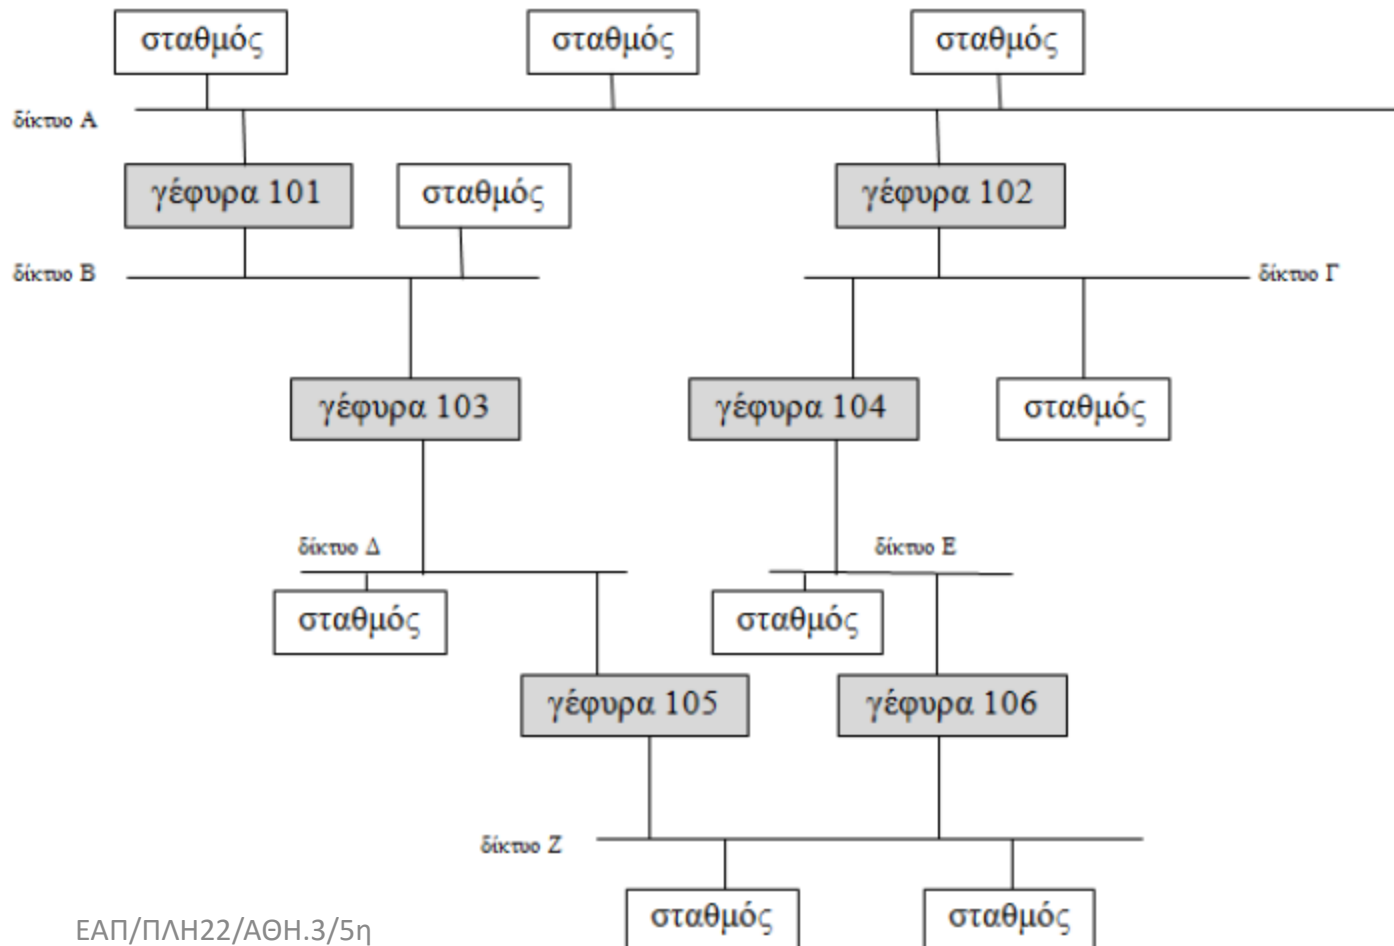 σταθμός
σταθμός
σταθμός
δίκτυο Α
γέφυρα 101
σταθμός
γέφυρα 102
δίκτυο Β
δίκτυο Γ
γέφυρα 103
γέφυρα 104
σταθμός
δίκτυο Δ
δίκτυο Ε
σταθμός
σταθμός
γέφυρα 105
γέφυρα 106
δίκτυο Ζ
σταθμός
σταθμός
ΕΑΠ/ΠΛΗ22/ΑΘΗ.3/5η